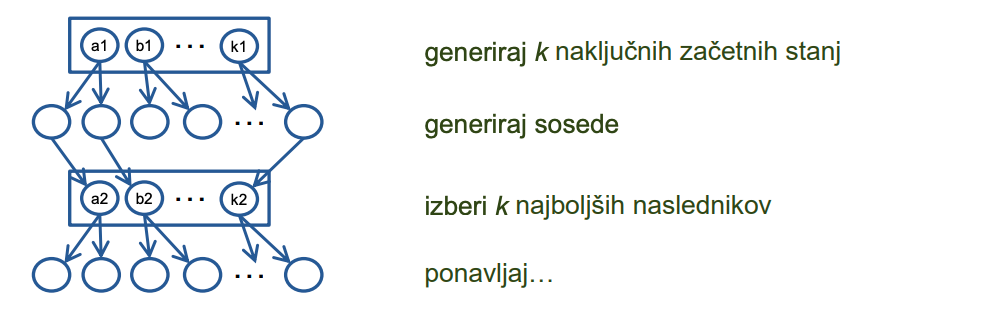 a1 b1 ... k1 generiraj k naključnih začetnih stanj
... generiraj sosede
a2 b2 ... k2 izberi k najboljših naslednikov
... ponavljaj…